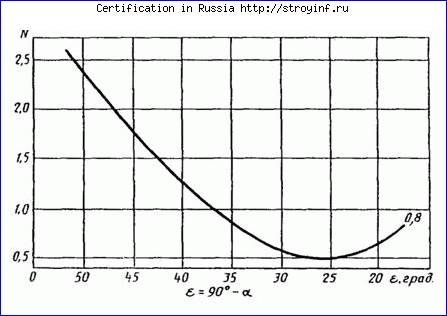 Certification in Russia http://stroyinf.ru
N
2,5
2,0
1,5
1,0
0,5
0,8
0 50 45 40 35 30 25 20 ε, град.
ε = 90° - α